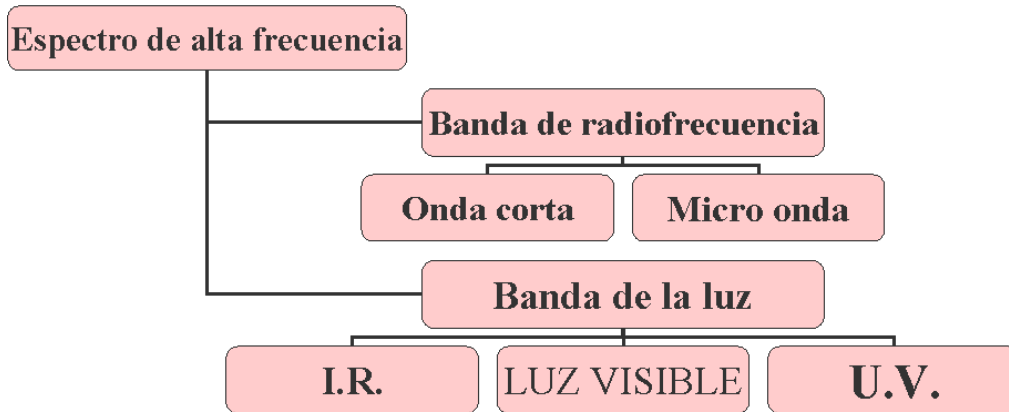 Espectro de alta frecuencia
Banda de radiofrecuencia
Onda corta
Micro onda
Banda de la luz
I.R.
LUZ VISIBLE
U.V.